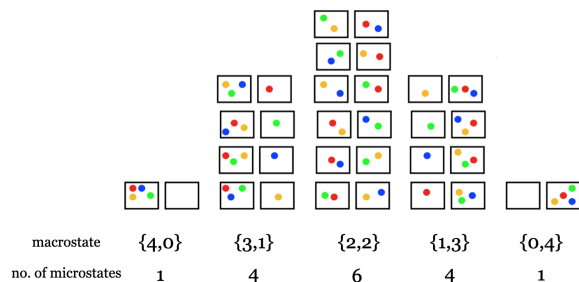 macrostate {4,0} {3,1} {2,2} {1,3} {0,4}
no. of microstates 1 4 6 4 1